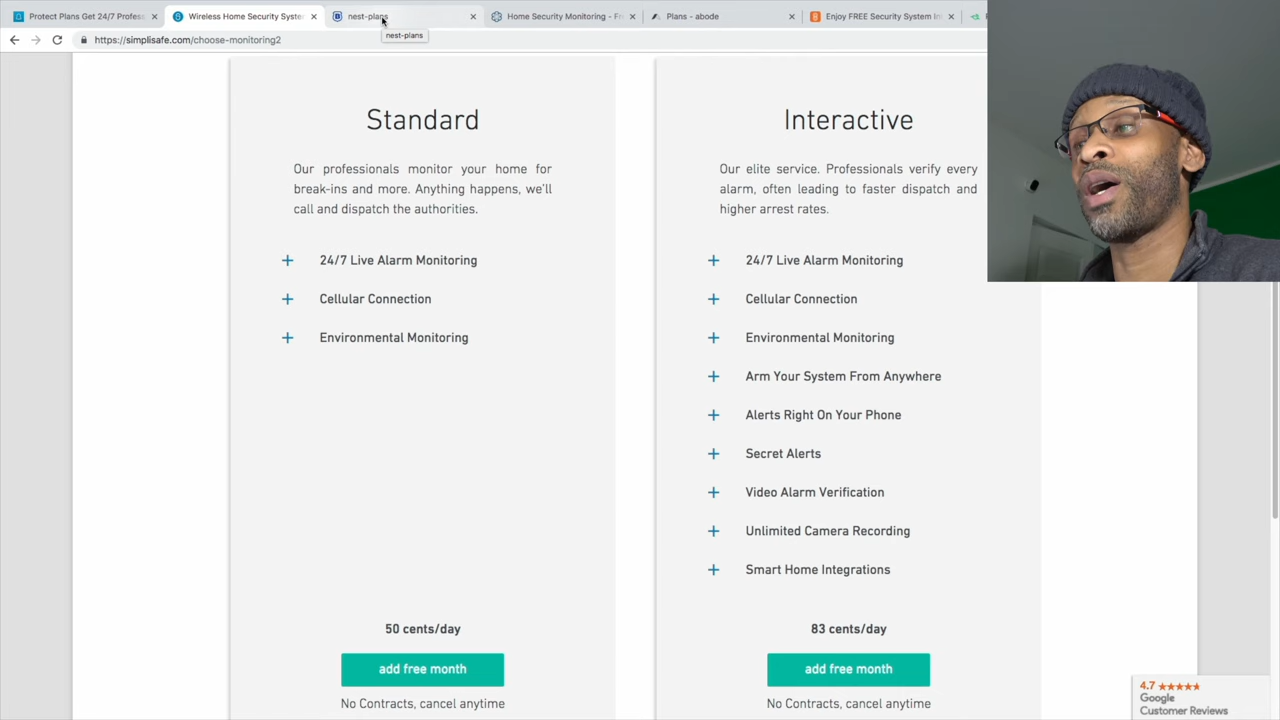 Protect Plans Get 24/7 Profess
Wireless Home Security Syste
nest-plans
Home Security Monitoring - Fr
Plans - abode
Enjoy FREE Security System In
nest-plans
https://simplisafe.com/choose-monitoring2
Standard
Our professionals monitor your home for
break-ins and more. Anything happens, we'll
call and dispatch the authorities.
+ 24/7 Live Alarm Monitoring
+ Cellular Connection
+ Environmental Monitoring
50 cents/day
add free month
No Contracts, cancel anytime
Interactive
Our elite service. Professionals verify every
alarm, often leading to faster dispatch and
higher arrest rates.
+ 24/7 Live Alarm Monitoring
+ Cellular Connection
+ Environmental Monitoring
+ Arm Your System From Anywhere
+ Alerts Right On Your Phone
+ Secret Alerts
+ Video Alarm Verification
+ Unlimited Camera Recording
+ Smart Home Integrations
83 cents/day
add free month
No Contracts, cancel anytime
4.7 ★★★★★
Google
Customer Reviews